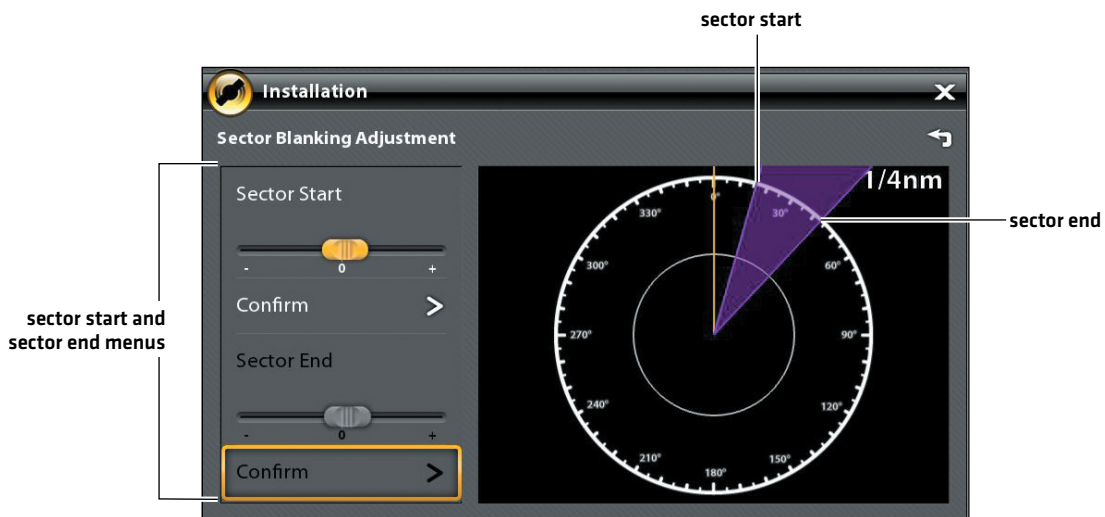 sector start
Installation
X
Sector Blanking Adjustment
Sector Start
- 0 +
Confirm >
Sector End
- 0 +
Confirm >
sector start and
sector end menus
1/4nm
0°
30°
60°
90°
120°
150°
180°
210°
240°
270°
300°
330°
sector end